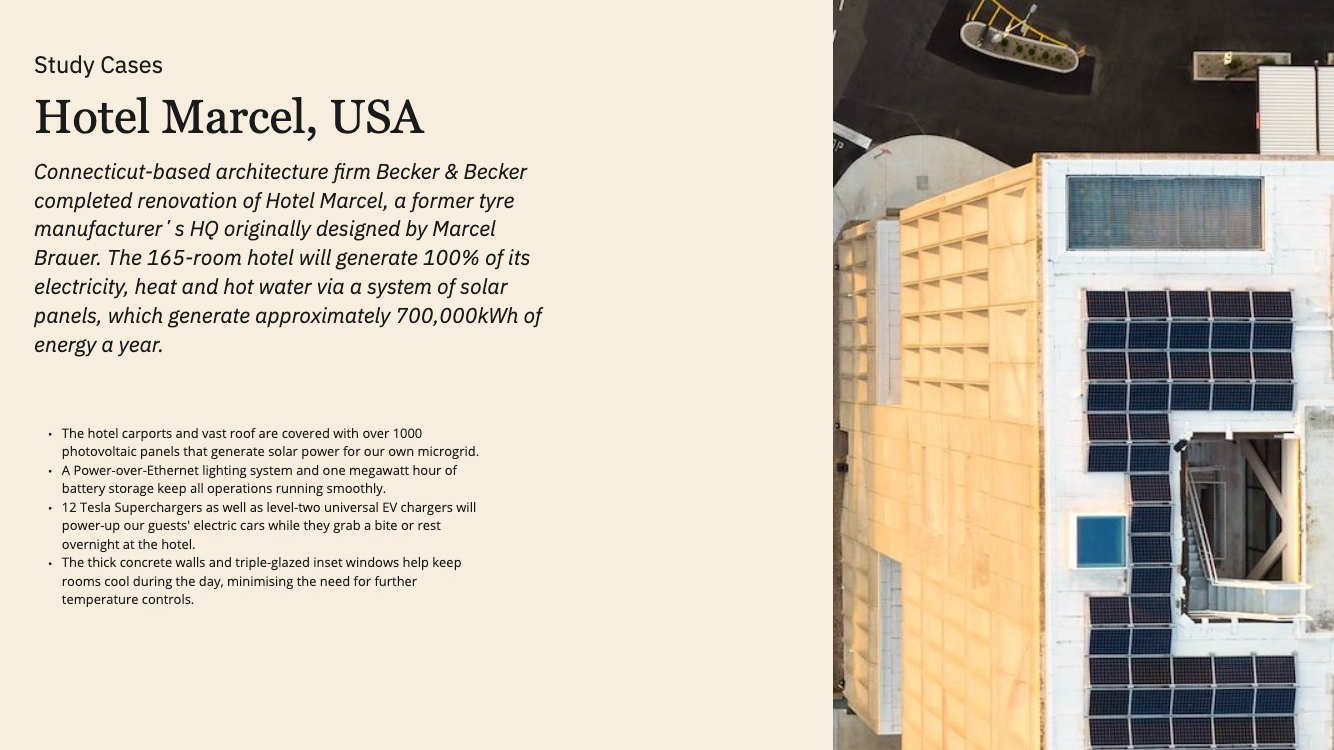 Study Cases
Hotel Marcel, USA
Connecticut-based architecture firm Becker & Becker
completed renovation of Hotel Marcel, a former tyre
manufacturerʼs HQ originally designed by Marcel
Brauer. The 165-room hotel will generate 100% of its
electricity, heat and hot water via a system of solar
panels, which generate approximately 700,000kWh of
energy a year.
• The hotel carports and vast roof are covered with over 1000
photovoltaic panels that generate solar power for our own microgrid.
• A Power-over-Ethernet lighting system and one megawatt hour of
battery storage keep all operations running smoothly.
• 12 Tesla Superchargers as well as level-two universal EV chargers will
power-up our guests' electric cars while they grab a bite or rest
overnight at the hotel.
• The thick concrete walls and triple-glazed inset windows help keep
rooms cool during the day, minimising the need for further
temperature controls.